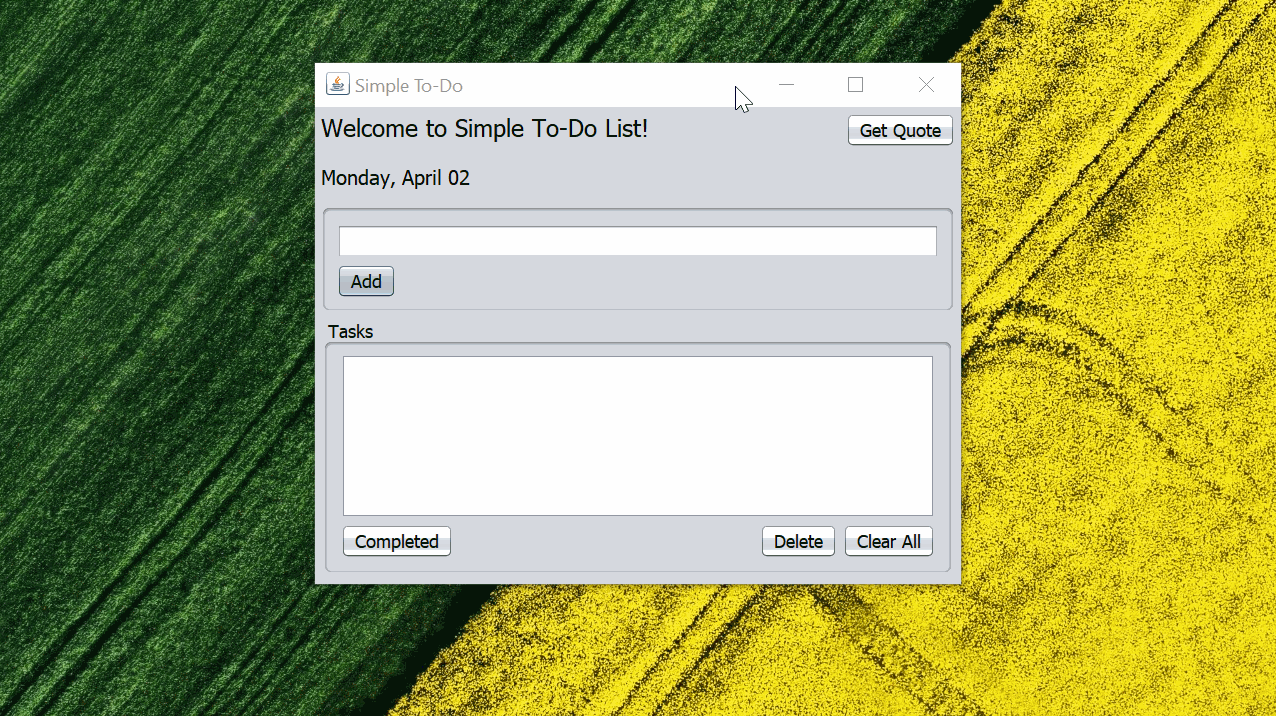 Simple To-Do
Welcome to Simple To-Do List!
Get Quote
Monday, April 02
Add
Tasks
Completed
Delete
Clear All